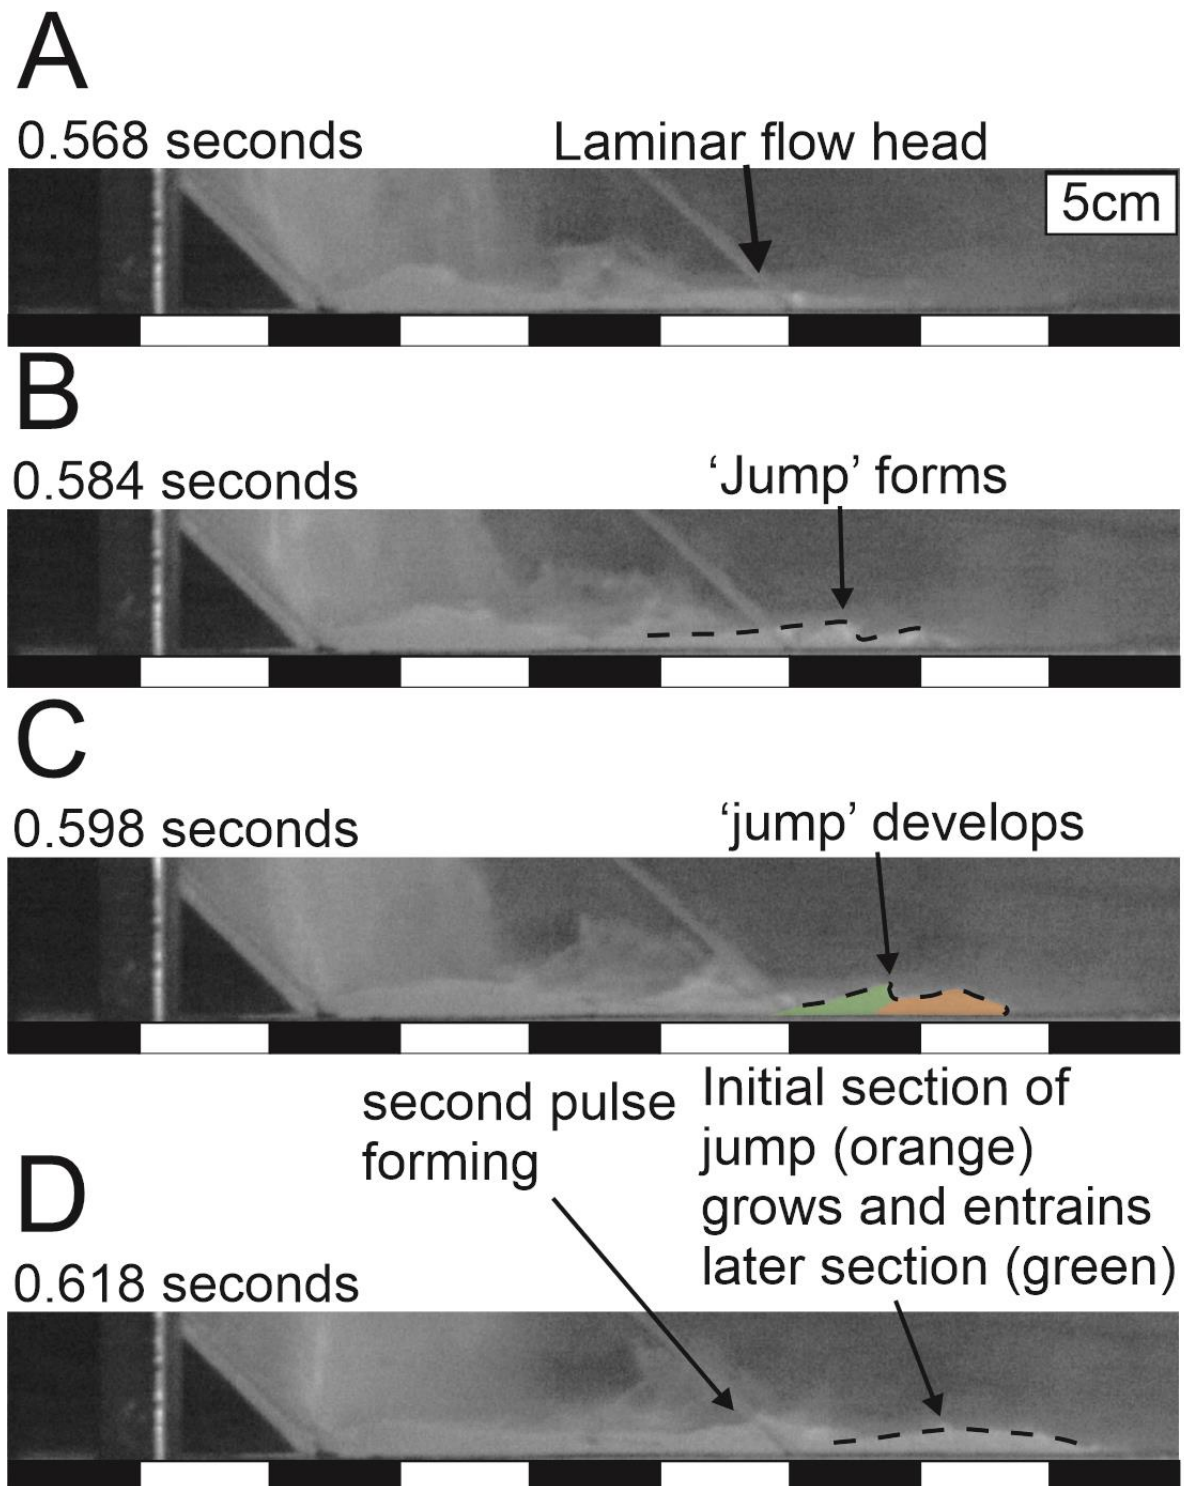 A
0.568 seconds
Laminar flow head
5cm
B
0.584 seconds
‘Jump’ forms
C
0.598 seconds
‘jump’ develops
second pulse
forming
Initial section of
jump (orange)
grows and entrains
later section (green)
D
0.618 seconds